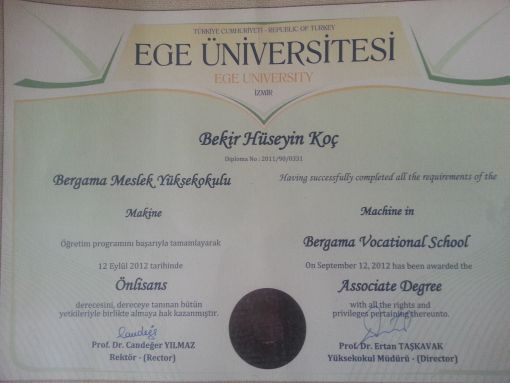 TÜRKİYE CUMHURİYETİ - REPUBLIC OF TURKEY
EGE ÜNİVERSİTESİ
EGE UNIVERSITY
İZMİR
Bekir Hüseyin Koç
Diploma No : 2011/90/0331
Bergama Meslek Yüksekokulu
Makine
Öğretim programını başarıyla tamamlayarak
12 Eylül 2012 tarihinde
Önlisans
derecesini, dereceye tanınan bütün
yetkileriyle birlikte almaya hak kazanmıştır.
Candeğer
Prof. Dr. Candeğer YILMAZ
Rektör - (Rector)
Having successfully completed all the requirements of the
Machine in
Bergama Vocational School
On September 12, 2012 has been awarded the
Associate Degree
with all the rights and
privileges pertaining thereunto.
Prof. Dr. Ertan TAŞKAVAK
Yüksekokul Müdürü - (Director)